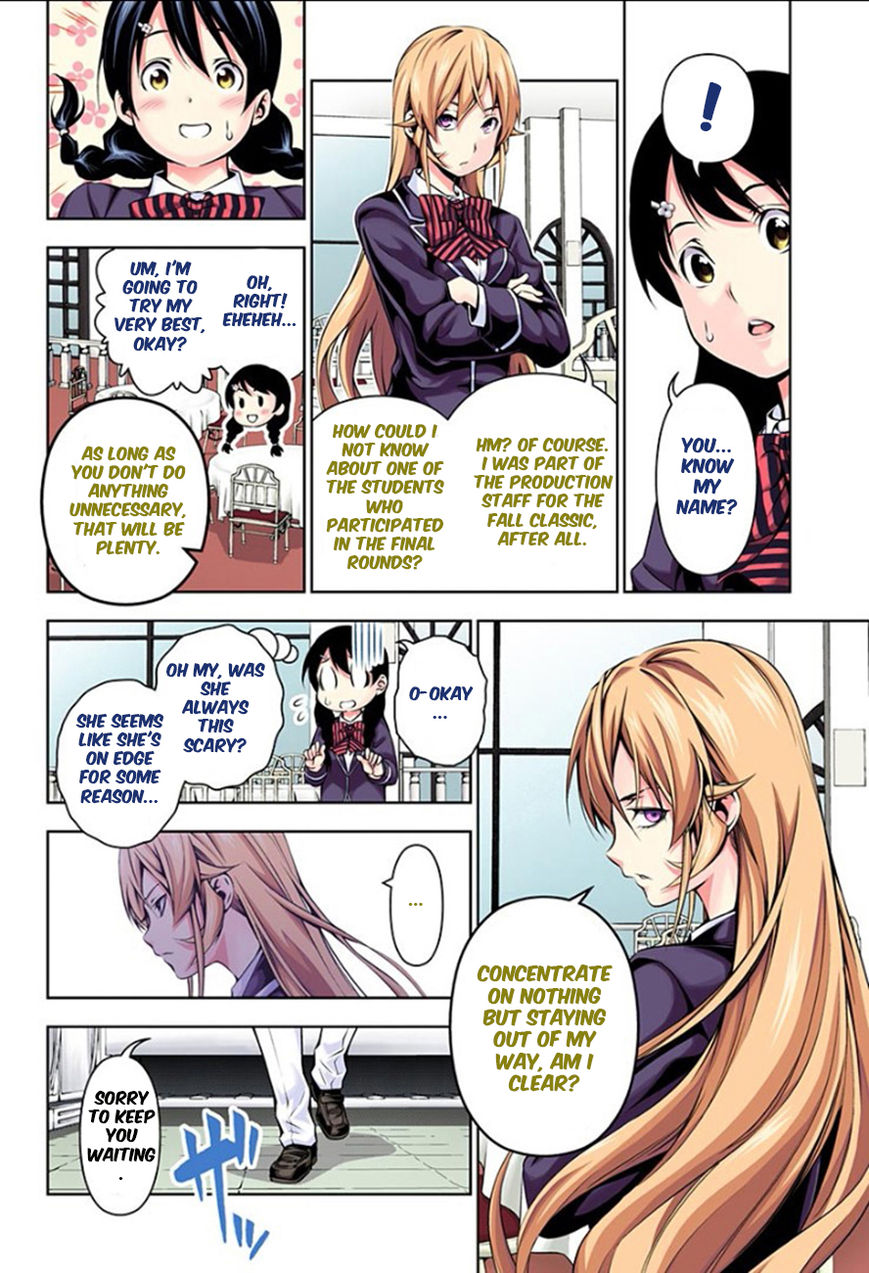 !
YOU...
KNOW
MY
NAME?
HM? OF COURSE.
I WAS PART OF
THE PRODUCTION
STAFF FOR THE
FALL CLASSIC,
AFTER ALL.
HOW COULD I
NOT KNOW
ABOUT ONE OF
THE STUDENTS
WHO
PARTICIPATED
IN THE FINAL
ROUNDS?
OH,
RIGHT!
EHEHEH...
UM, I'M
GOING TO
TRY MY
VERY BEST,
OKAY?
AS LONG AS
YOU DON'T DO
ANYTHING
UNNECESSARY,
THAT WILL BE
PLENTY.
CONCENTRATE
ON NOTHING
BUT STAYING
OUT OF MY
WAY, AM I
CLEAR?
O-OKAY
...
OH MY, WAS
SHE
ALWAYS
THIS
SCARY?
SHE SEEMS
LIKE SHE'S
ON EDGE
FOR SOME
REASON...
...
SORRY
TO KEEP
YOU
WAITING
.
ザッ